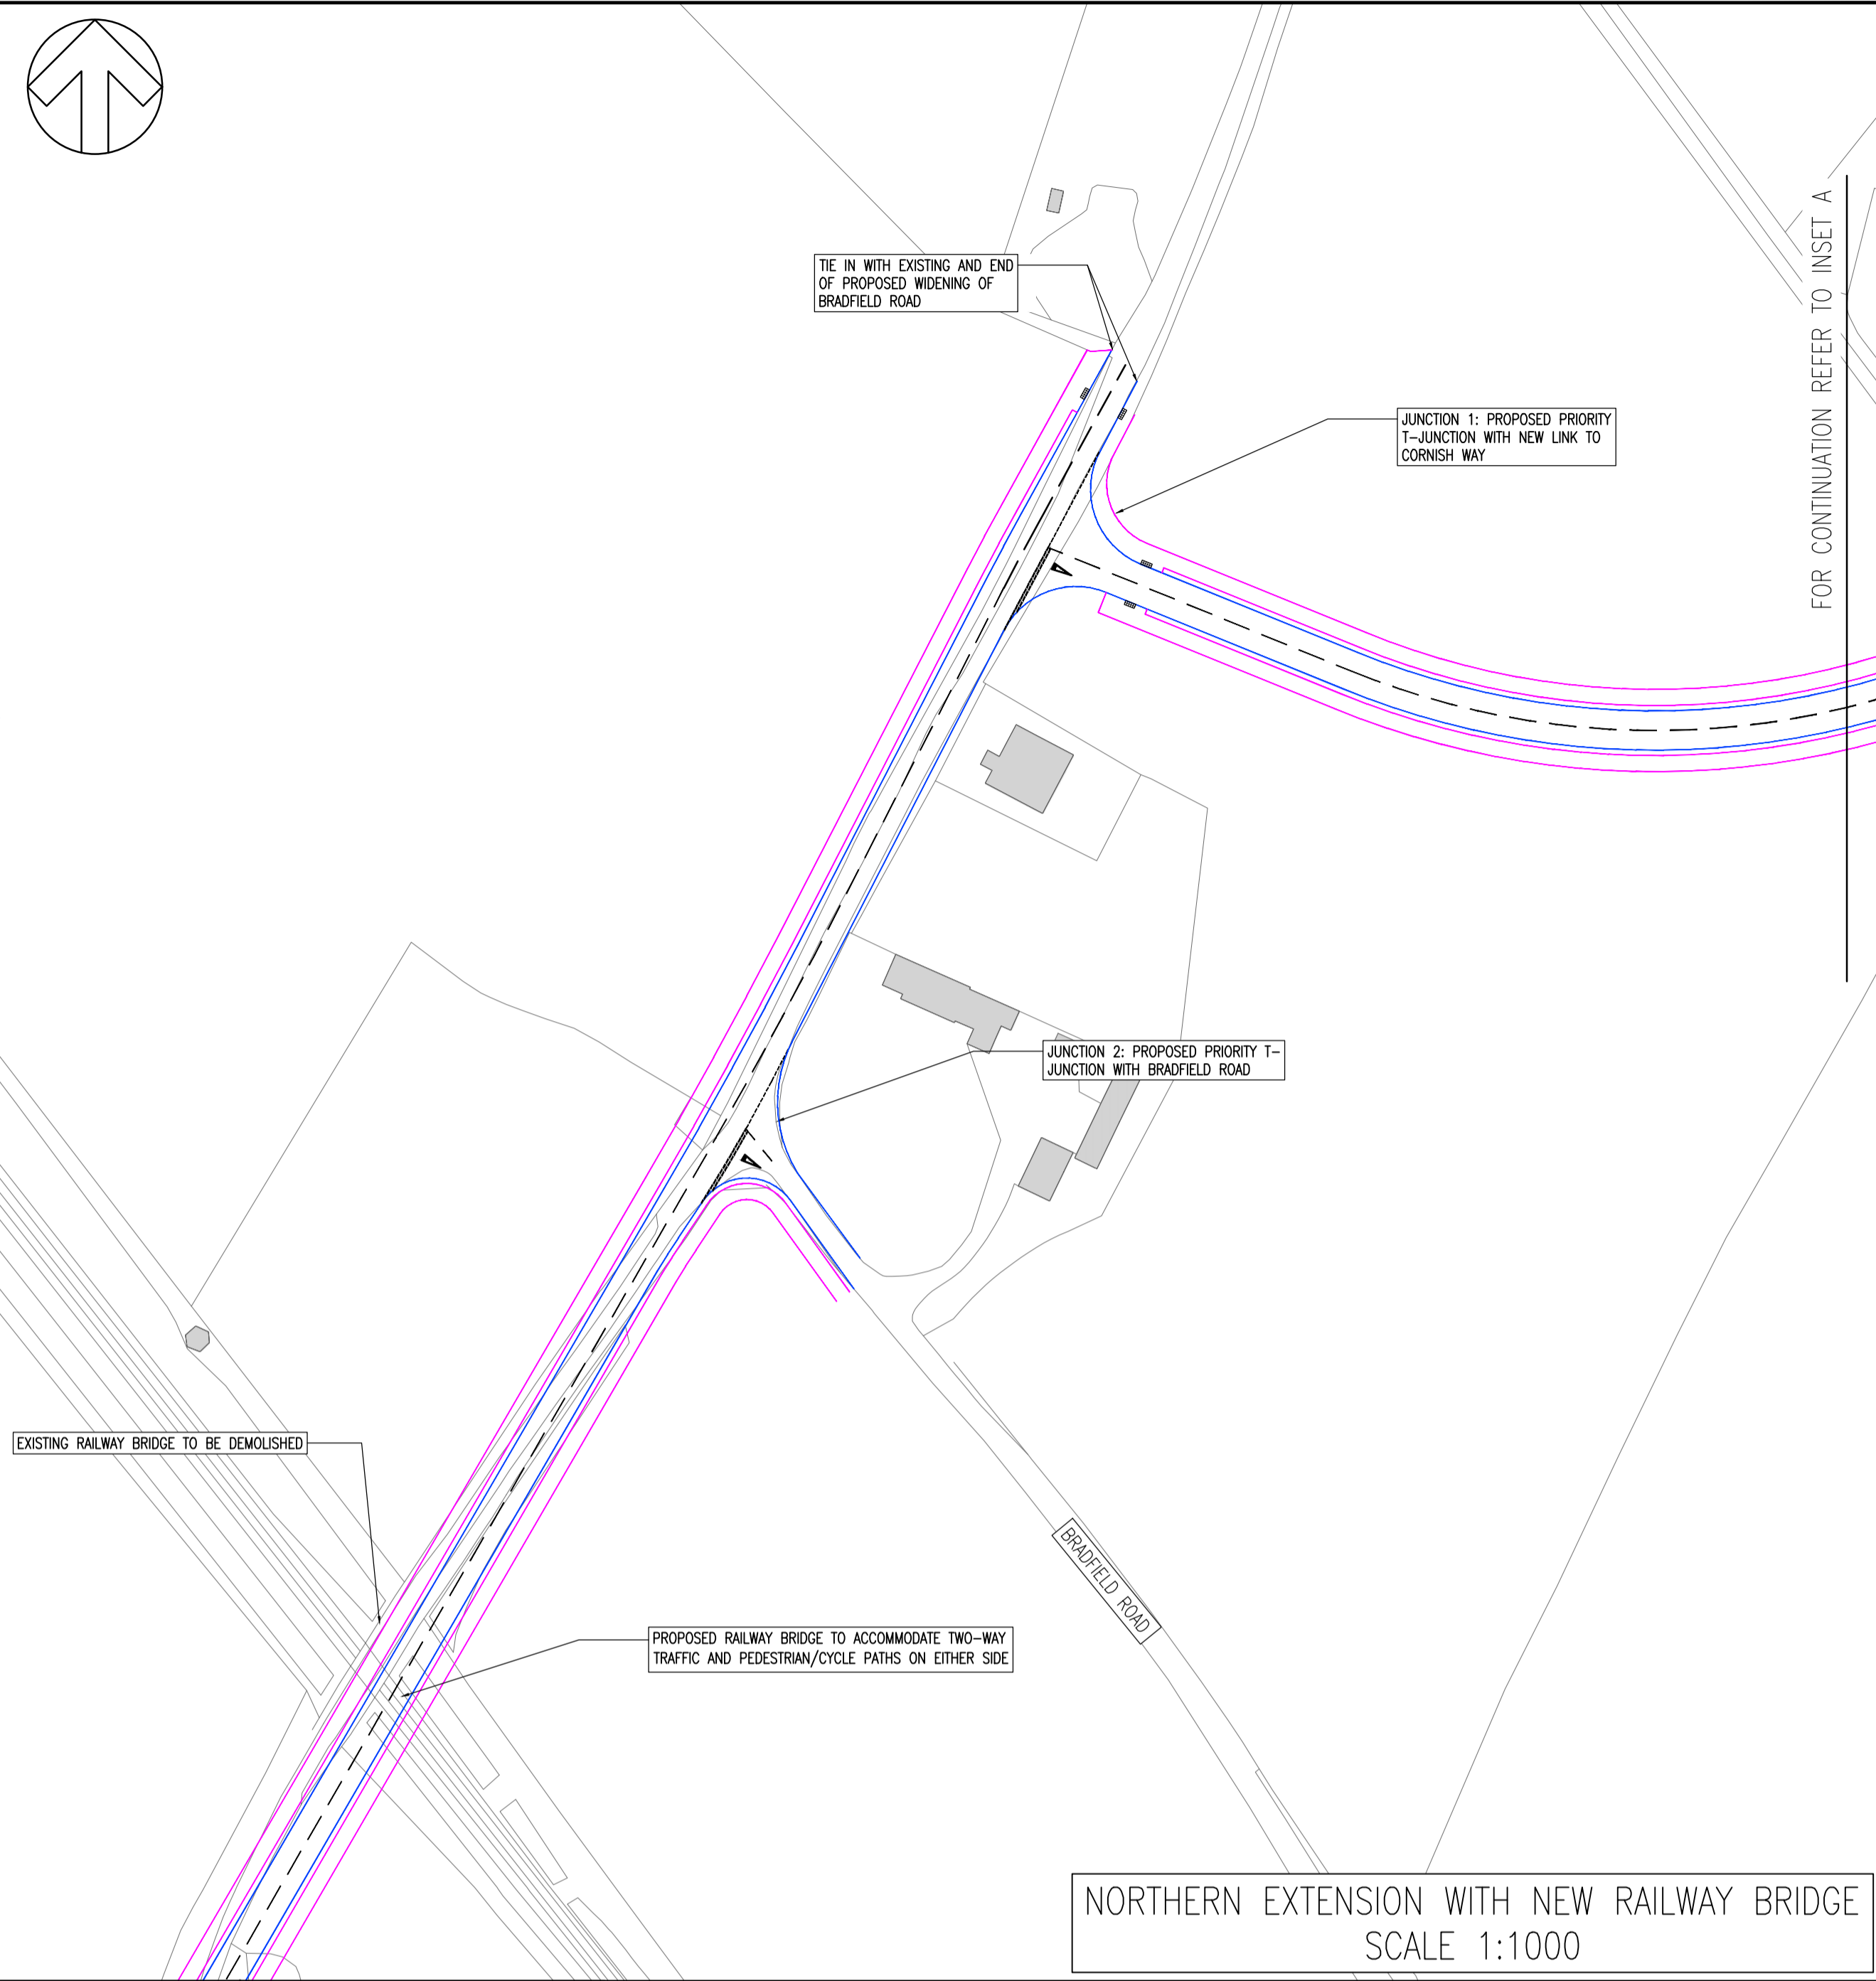 TIE IN WITH EXISTING AND END
OF PROPOSED WIDENING OF
BRADFIELD ROAD
JUNCTION 1: PROPOSED PRIORITY
T-JUNCTION WITH NEW LINK TO
CORNISH WAY
FOR CONTINUATION REFER TO INSET A
JUNCTION 2: PROPOSED PRIORITY T-
JUNCTION WITH BRADFIELD ROAD
EXISTING RAILWAY BRIDGE TO BE DEMOLISHED
BRADFIELD ROAD
PROPOSED RAILWAY BRIDGE TO ACCOMMODATE TWO-WAY
TRAFFIC AND PEDESTRIAN/CYCLE PATHS ON EITHER SIDE
NORTHERN EXTENSION WITH NEW RAILWAY BRIDGE
SCALE 1:1000